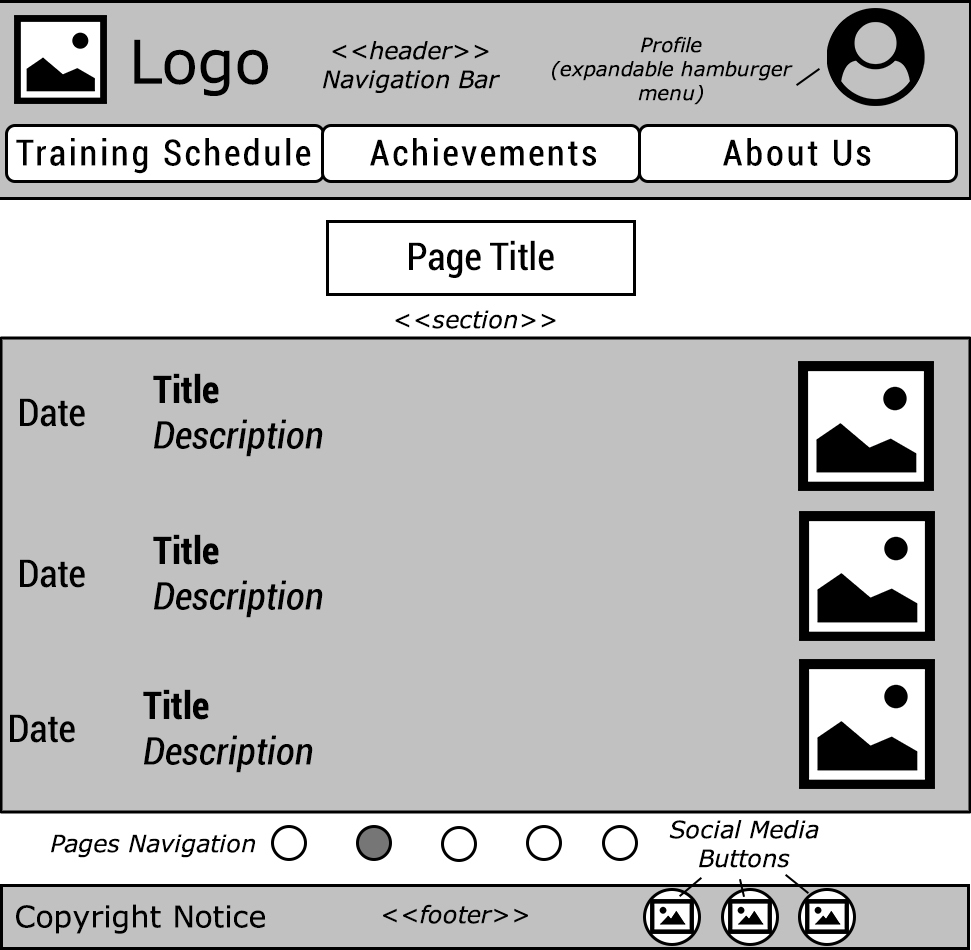 Logo
<<header>>
Navigation Bar
Profile
(expandable hamburger
menu)
Training Schedule
Achievements
About Us
Page Title
<<section>>
Date
Title
Description
Date
Title
Description
Date
Title
Description
Pages Navigation
Social Media
Buttons
Copyright Notice
<<footer>>